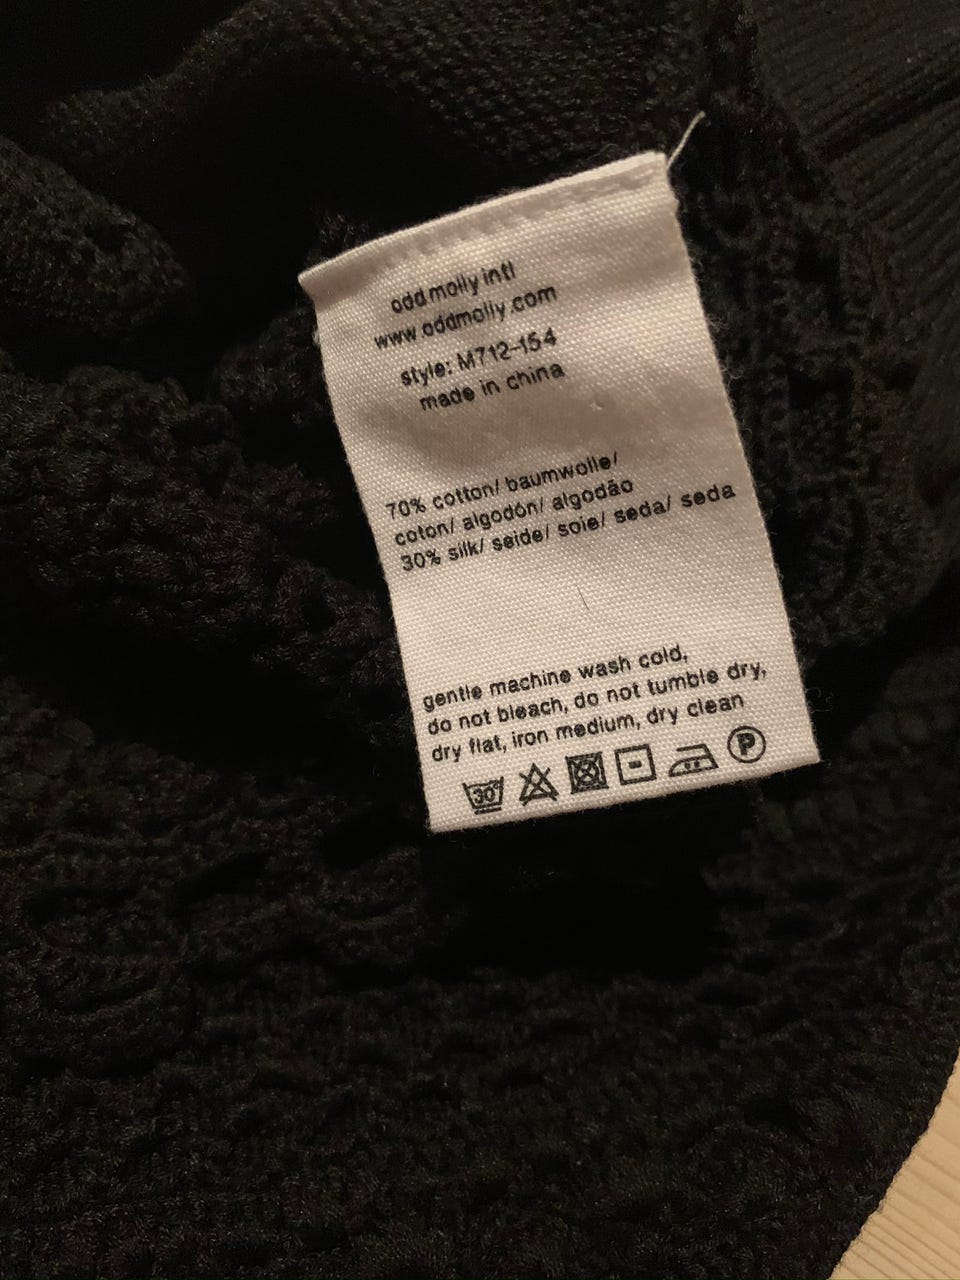 odd molly intl
www.oddmolly.com
style: M712-154
made in china
70% cotton/ baumwolle/
coton/ algodón/ algodão
30% silk/ seide/ soie/ seda/ seda
gentle machine wash cold,
do not bleach, do not tumble dry,
dry flat, iron medium, dry clean
30° P